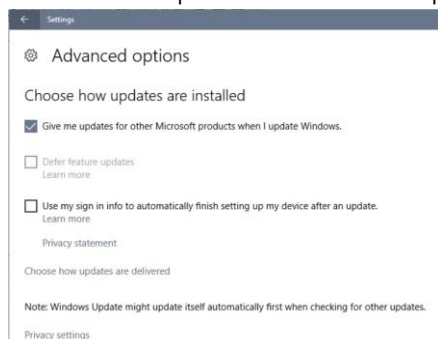 Settings
Advanced options
Choose how updates are installed
Give me updates for other Microsoft products when I update Windows.
Defer feature updates
Learn more
Use my sign in info to automatically finish setting up my device after an update.
Learn more
Privacy statement
Choose how updates are delivered
Note: Windows Update might update itself automatically first when checking for other updates.
Privacy settings